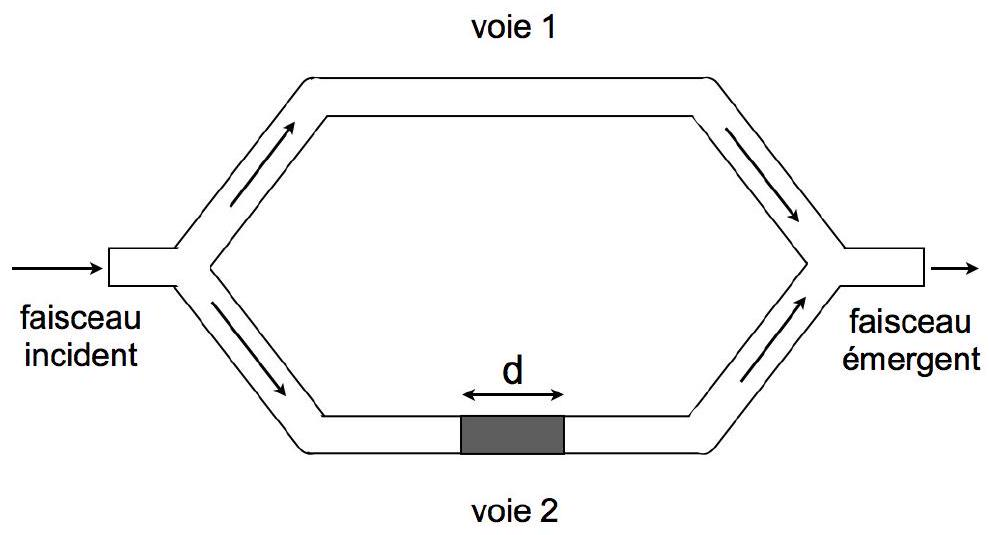 voie 1
faisceau
incident
faisceau
émergent
d
voie 2